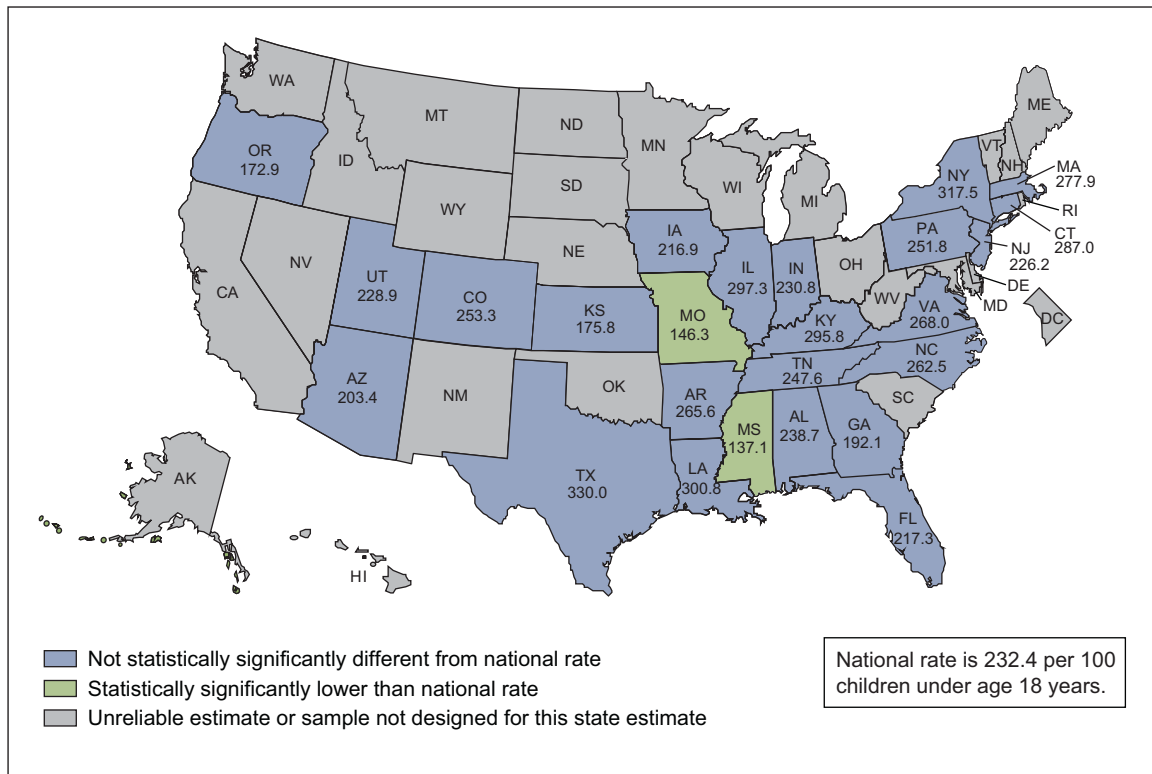 WA
MT
ND
MN
ME
VT
NH
OR
172.9
ID
SD
WI
MI
NY
317.5
MA
277.9
RI
CT
287.0
WY
IA
216.9
PA
251.8
NJ
226.2
NE
IL
297.3
IN
230.8
OH
DE
MD
NV
UT
228.9
CO
253.3
KS
175.8
MO
146.3
KY
295.8
WV
VA
268.0
DC
CA
TN
247.6
NC
262.5
AZ
203.4
NM
OK
AR
265.6
SC
MS
137.1
AL
238.7
GA
192.1
TX
330.0
LA
300.8
FL
217.3
AK
HI
Not statistically significantly different from national rate
Statistically significantly lower than national rate
Unreliable estimate or sample not designed for this state estimate
National rate is 232.4 per 100
children under age 18 years.